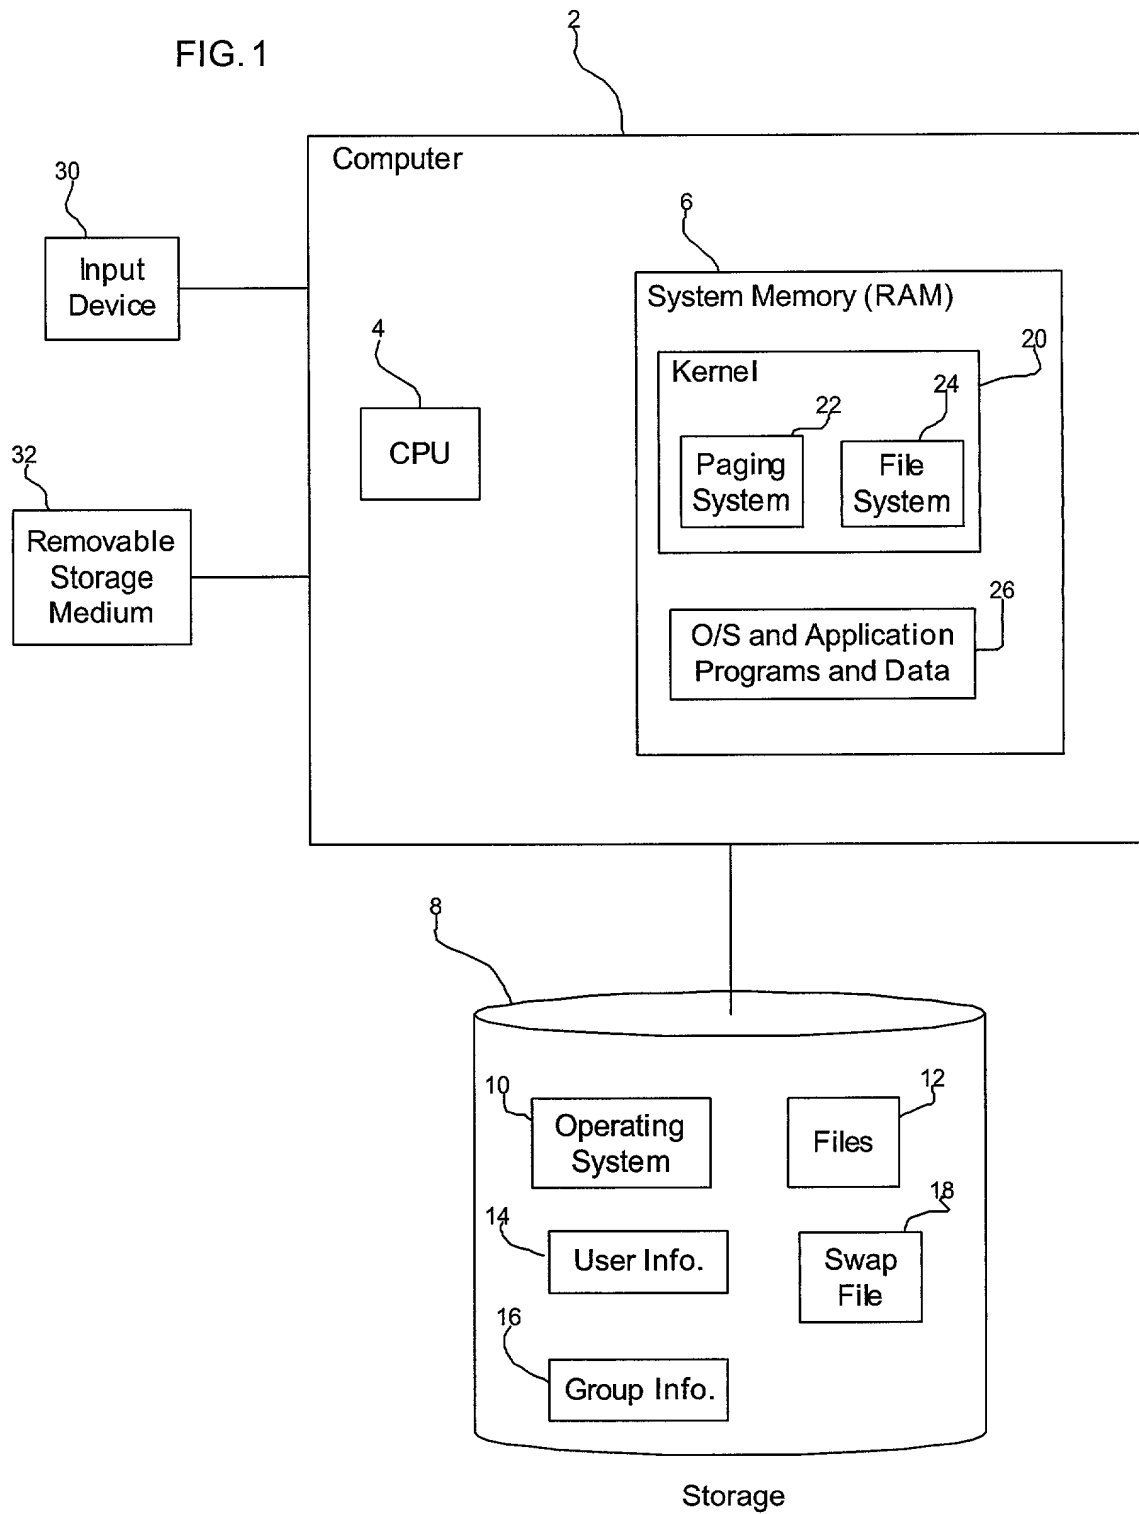 2
FIG. 1
Computer
30
Input
Device
6
System Memory (RAM)
4
20
Kernel
24
22
CPU
Paging
System
File
System
32
Removable
Storage
Medium
26
O/S and Application
Programs and Data
8
10
12
Operating
System
Files
14
18
User Info.
Swap
File
16
Group Info.
Storage